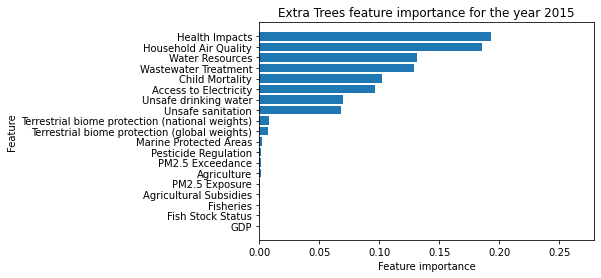 Extra Trees feature importance for the year 2015
Feature
Health Impacts
Household Air Quality
Water Resources
Wastewater Treatment
Child Mortality
Access to Electricity
Unsafe drinking water
Unsafe sanitation
Terrestrial biome protection (national weights)
Terrestrial biome protection (global weights)
Marine Protected Areas
Pesticide Regulation
PM2.5 Exceedance
Agriculture
PM2.5 Exposure
Agricultural Subsidies
Fisheries
Fish Stock Status
GDP
0.00 0.05 0.10 0.15 0.20 0.25
Feature importance